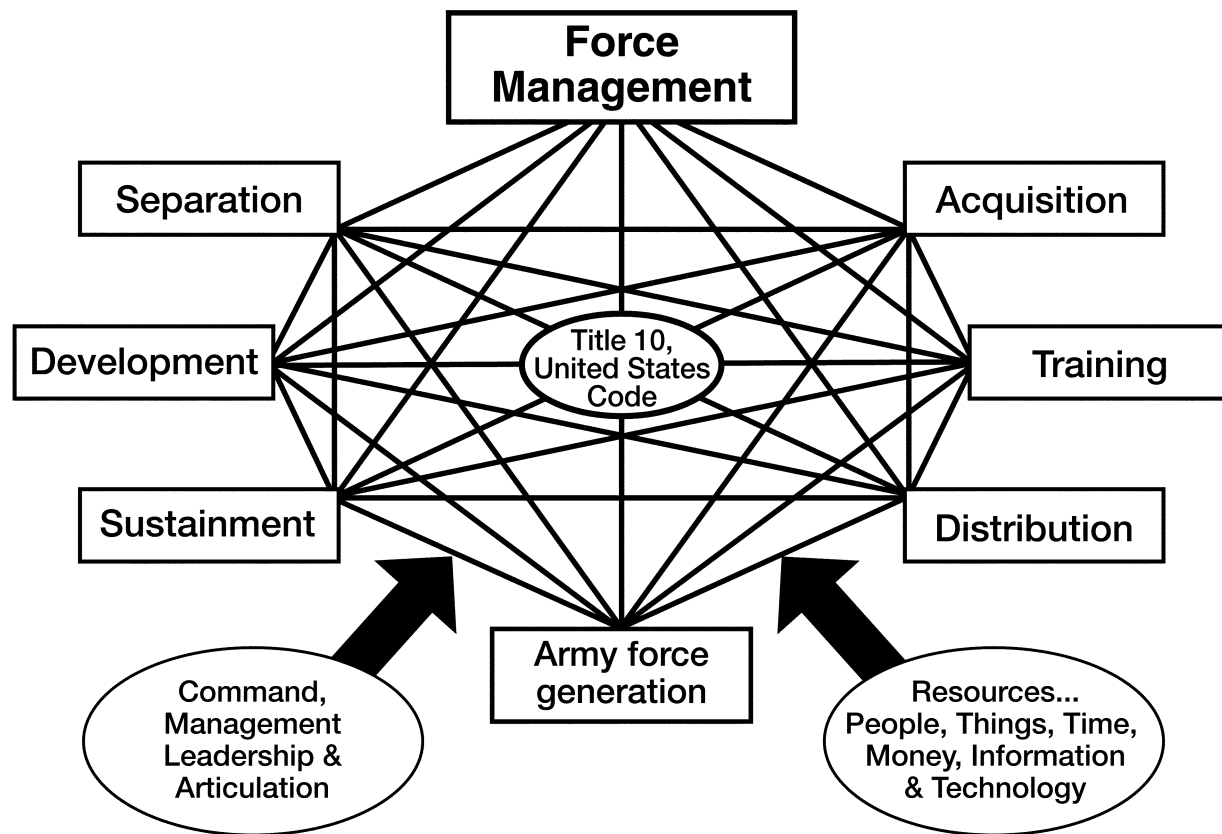 Force
Management
Separation
Acquisition
Title 10,
United States
Code
Development
Training
Sustainment
Distribution
Army force
generation
Command,
Management
Leadership &
Articulation
Resources...
People, Things, Time,
Money, Information
& Technology